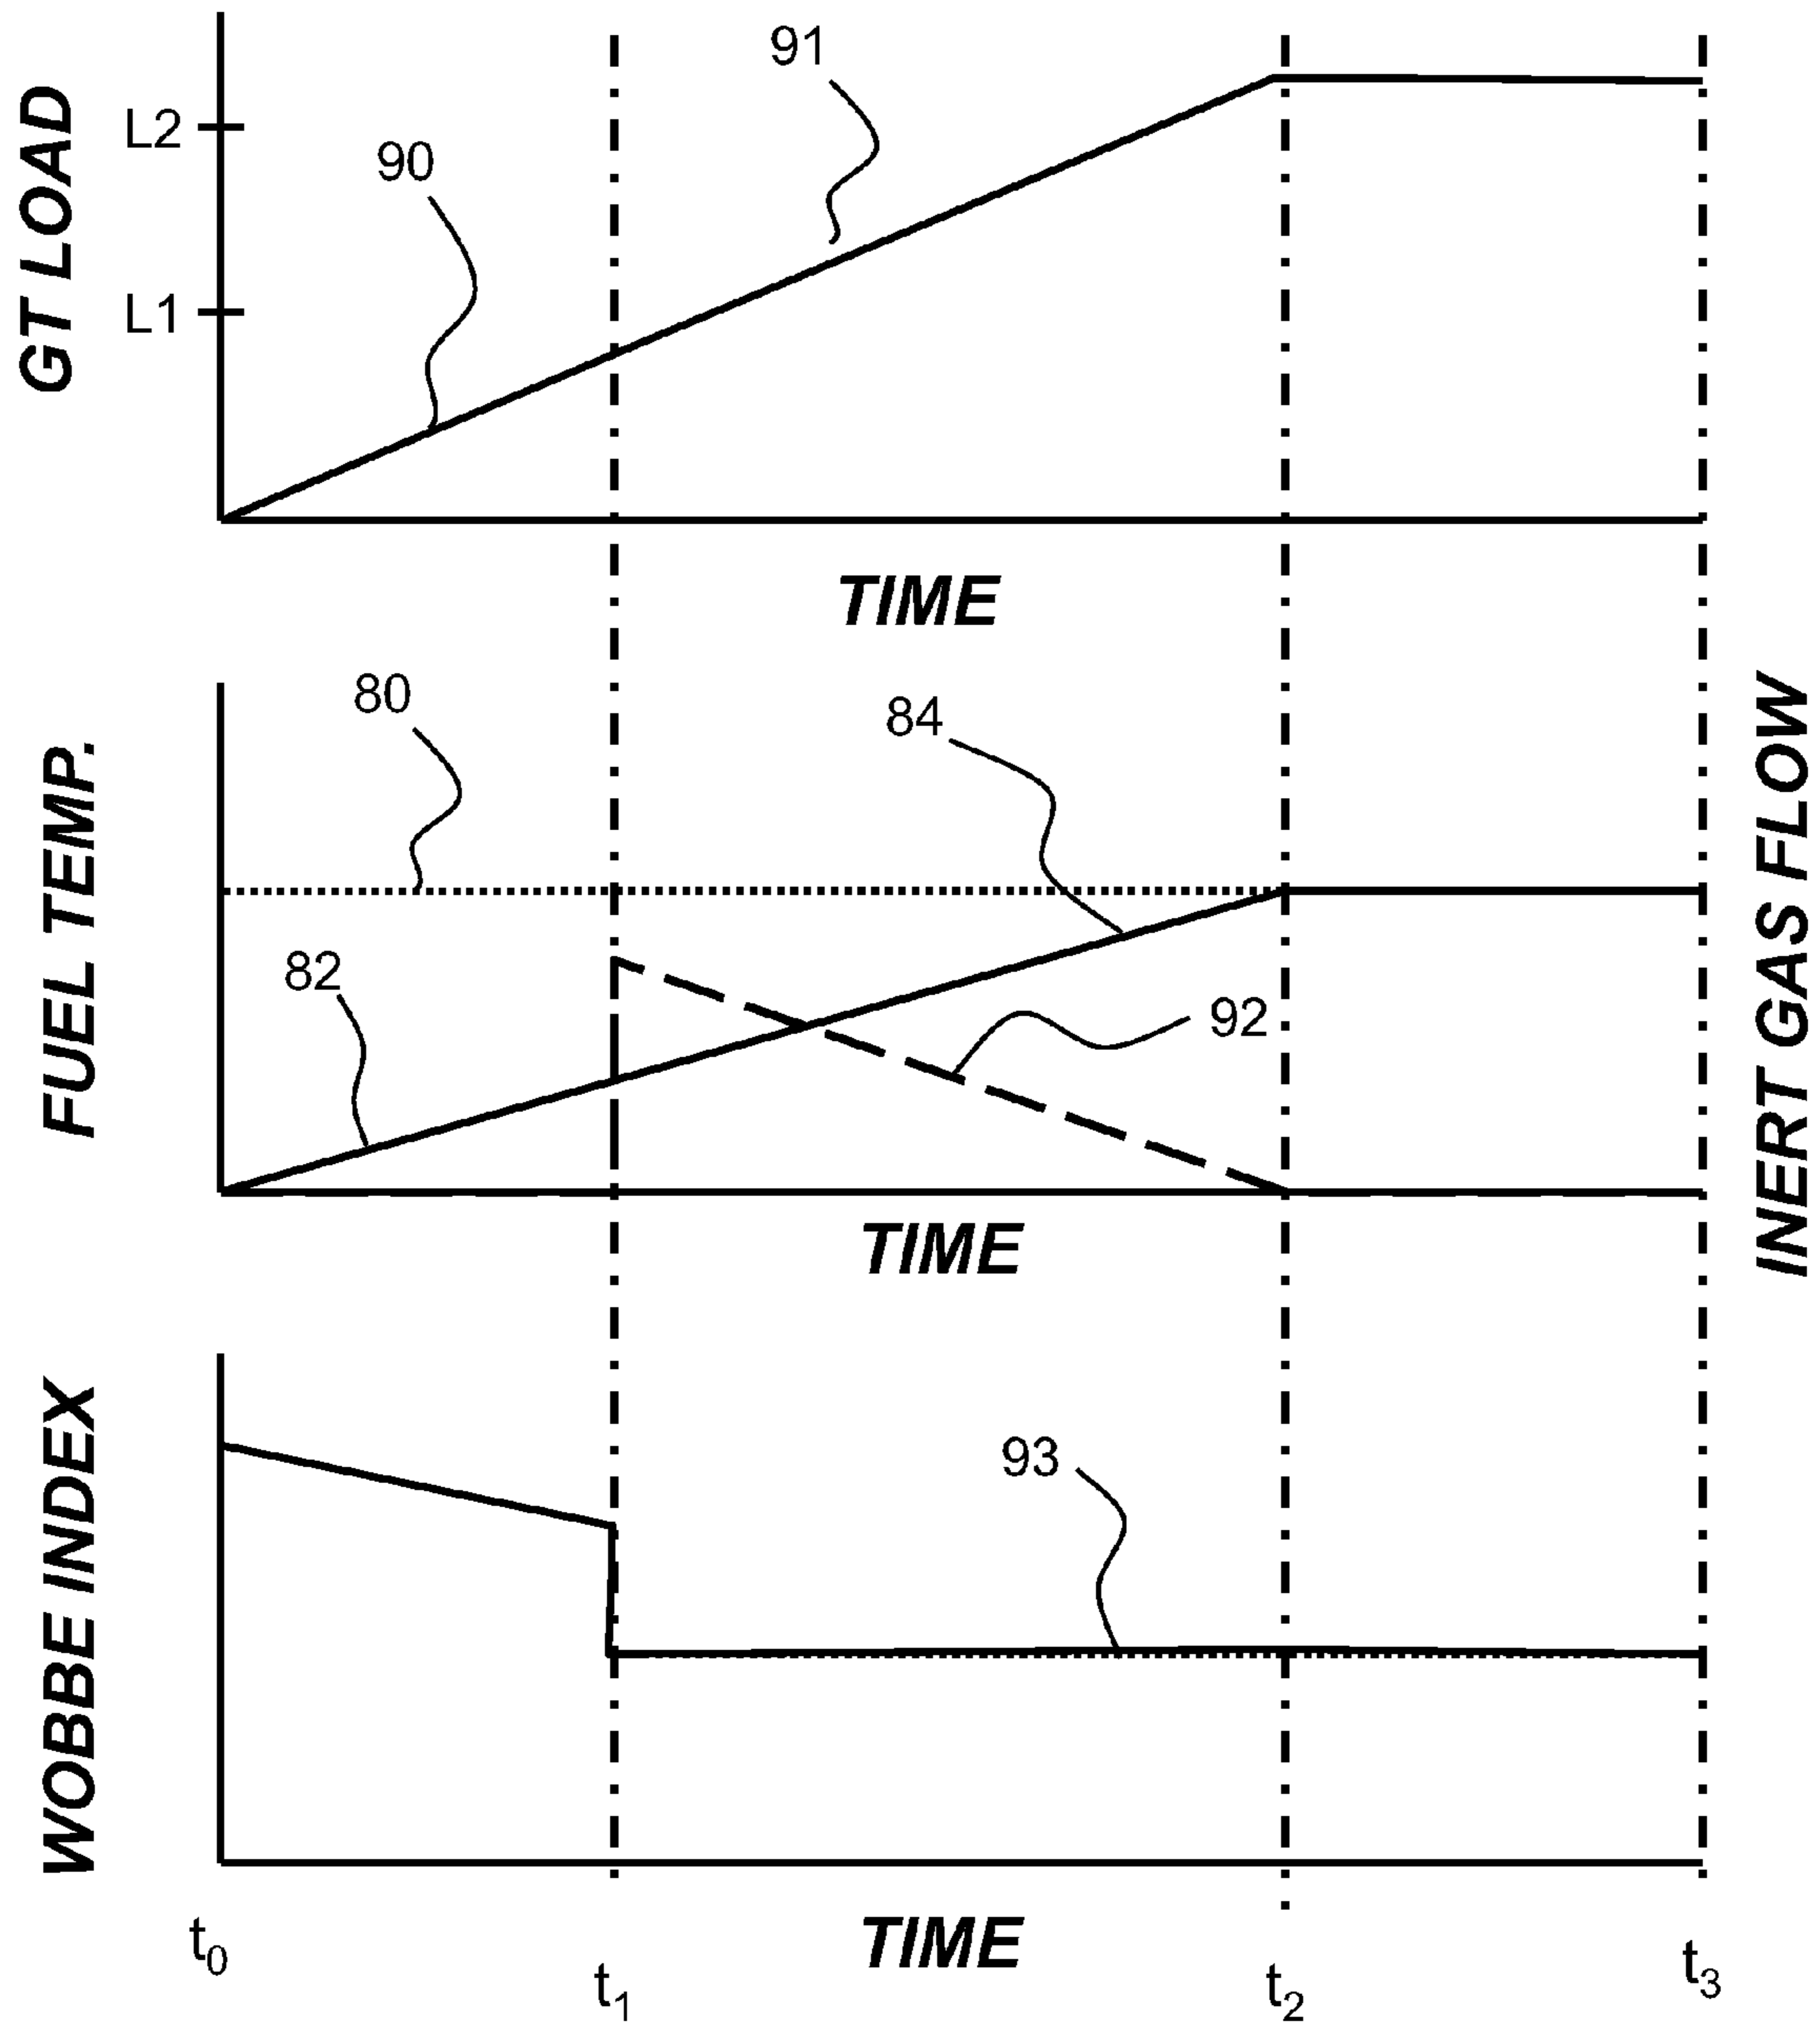 GT LOAD
L2
L1
90
91
TIME
FUEL TEMP.
80
82
84
92
INERT GAS FLOW
TIME
WOBBE INDEX
93
TIME
t0
t1
t2
t3